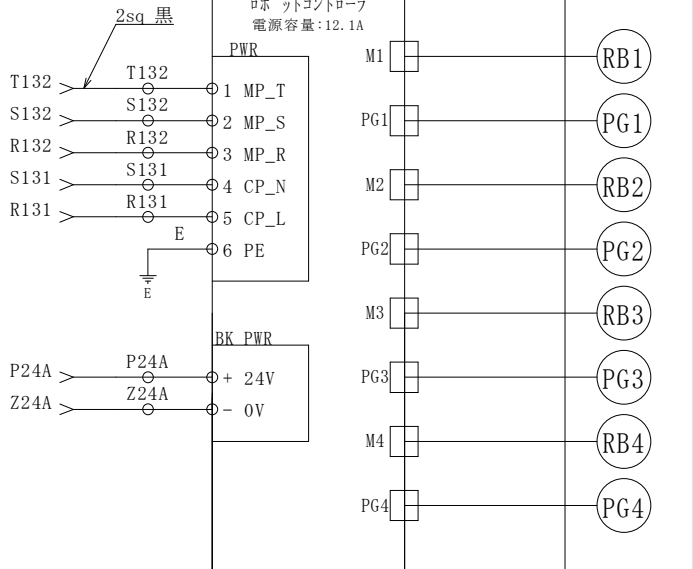 ロボットコントローラ
電源容量:12.1A
2sq 黒
PWR
T132 T132 1 MP_T
S132 S132 2 MP_S
R132 R132 3 MP_R
S131 S131 4 CP_N
R131 R131 5 CP_L
E 6 PE
E
BK PWR
P24A P24A + 24V
Z24A Z24A - 0V
M1 RB1
PG1 PG1
M2 RB2
PG2 PG2
M3 RB3
PG3 PG3
M4 RB4
PG4 PG4